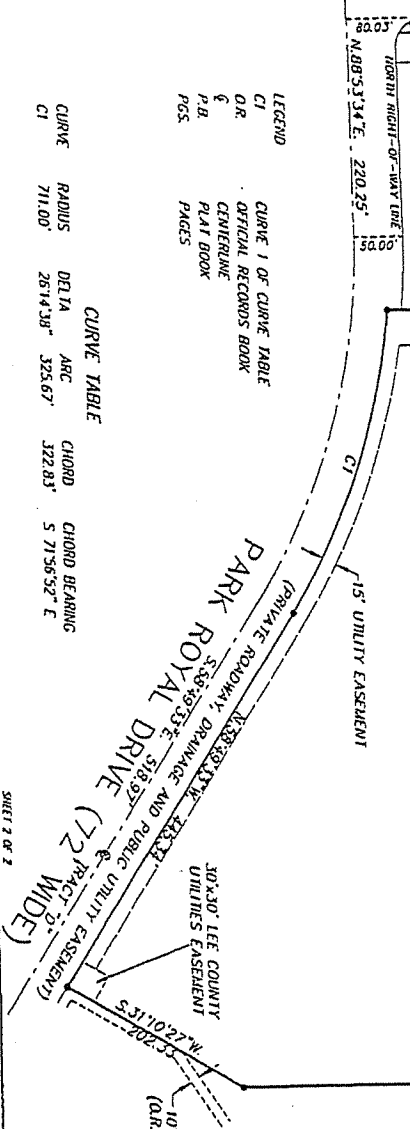 80.03'
NORTH RIGHT-OF-WAY LINE
N.88°53'34"E. 220.25'
50.00'
LEGEND
C1 CURVE 1 OF CURVE TABLE
O.R. OFFICIAL RECORDS BOOK
℄ CENTERLINE
P.B. PLAT BOOK
PGS. PAGES
CURVE TABLE
CURVE RADIUS DELTA ARC CHORD CHORD BEARING
C1 711.00' 26°14'38" 325.67' 322.83' S 71°56'52" E
C1
15' UTILITY EASEMENT
N.58°49'33"W. 445.34'
(PRIVATE ROADWAY, DRAINAGE AND PUBLIC UTILITY EASEMENT)
S.58°49'33"E. 518.97' ℄
PARK ROYAL DRIVE (72' WIDE)
TRACT "D"
30'x30' LEE COUNTY
UTILITIES EASEMENT
S.31°10'27"W.
202.33'
10'
(O.R.
SHEET 2 OF 2